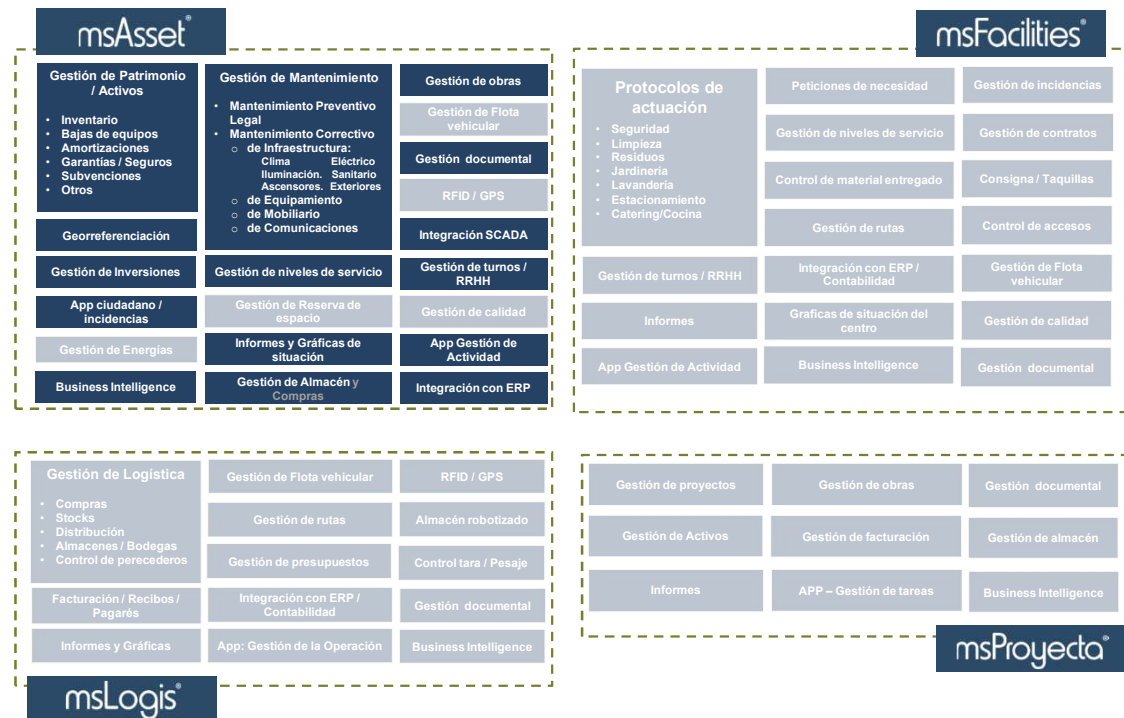 msAsset®
Gestión de Patrimonio
/ Activos
• Inventario
• Bajas de equipos
• Amortizaciones
• Garantías / Seguros
• Subvenciones
• Otros
Georreferenciación
Gestión de Inversiones
App ciudadano /
incidencias
Gestión de Energías
Business Intelligence
Gestión de Mantenimiento
• Mantenimiento Preventivo
Legal
• Mantenimiento Correctivo
o de Infraestructura:
Clima Eléctrico
Iluminación. Sanitario
Ascensores. Exteriores
o de Equipamiento
o de Mobiliario
o de Comunicaciones
Gestión de niveles de servicio
Gestión de Reserva de
espacio
Informes y Gráficas de
situación
Gestión de Almacén y
Compras
Gestión de obras
Gestión de Flota
vehicular
Gestión documental
RFID / GPS
Integración SCADA
Gestión de turnos /
RRHH
Gestión de calidad
App Gestión de
Actividad
Integración con ERP
msFacilities®
Protocolos de
actuación
• Seguridad
• Limpieza
• Residuos
• Jardinería
• Lavandería
• Estacionamiento
• Catering/Cocina
Gestión de turnos / RRHH
Informes
App Gestión de Actividad
Peticiones de necesidad
Gestión de niveles de servicio
Control de material entregado
Gestión de rutas
Integración con ERP /
Contabilidad
Graficas de situación del
centro
Business Intelligence
Gestión de incidencias
Gestión de contratos
Consigna / Taquillas
Control de accesos
Gestión de Flota
vehicular
Gestión de calidad
Gestión documental
Gestión de Logística
• Compras
• Stocks
• Distribución
• Almacenes / Bodegas
• Control de perecederos
Facturación / Recibos /
Pagarés
Informes y Gráficas
Gestión de Flota vehicular
Gestión de rutas
Gestión de presupuestos
Integración con ERP /
Contabilidad
App: Gestión de la Operación
RFID / GPS
Almacén robotizado
Control tara / Pesaje
Gestión documental
Business Intelligence
msLogis®
Gestión de proyectos
Gestión de obras
Gestión documental
Gestión de Activos
Gestión de facturación
Gestión de almacén
Informes
APP – Gestión de tareas
Business Intelligence
msProyecta®